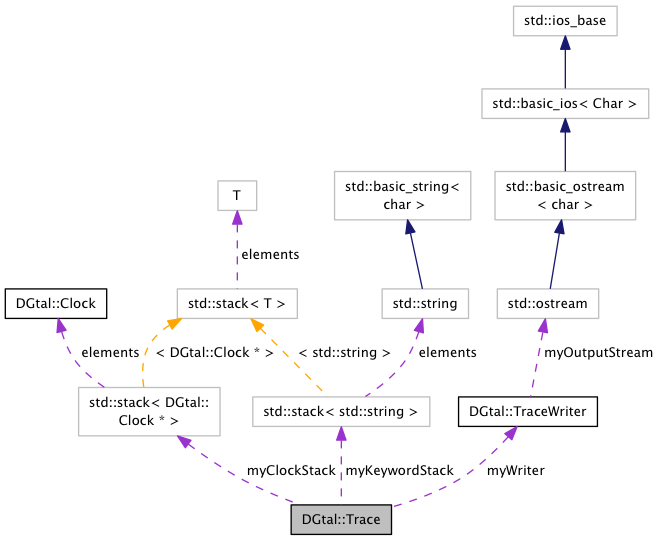 std::ios_base
std::basic_ios< Char >
std::basic_string<
char >
std::basic_ostream
< char >
T
elements
DGtal::Clock
std::stack< T >
std::string
std::ostream
elements
< DGtal::Clock * >
< std::string >
elements
myOutputStream
std::stack< DGtal::
Clock * >
std::stack< std::string >
DGtal::TraceWriter
myClockStack
myKeywordStack
myWriter
DGtal::Trace